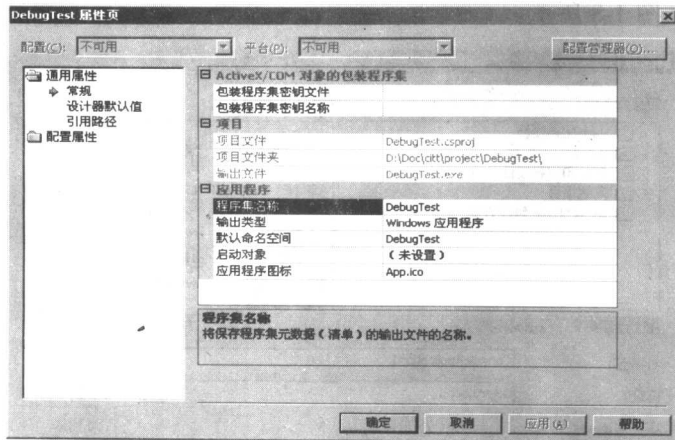 DebugTest 属性页
配置(C): 不可用 平台(P): 不可用 配置管理器(O)...
通用属性
常规
设计器默认值
引用路径
配置属性
ActiveX/COM 对象的包装程序集
包装程序集密钥文件
包装程序集密钥名称
项目
项目文件 DebugTest.csproj
项目文件夹 D:\Doc\citt\project\DebugTest\
输出文件 DebugTest.exe
应用程序
程序集名称 DebugTest
输出类型 Windows 应用程序
默认命名空间 DebugTest
启动对象 （未设置）
应用程序图标 App.ico
程序集名称
将保存程序集元数据（清单）的输出文件的名称。
确定 取消 应用(A) 帮助